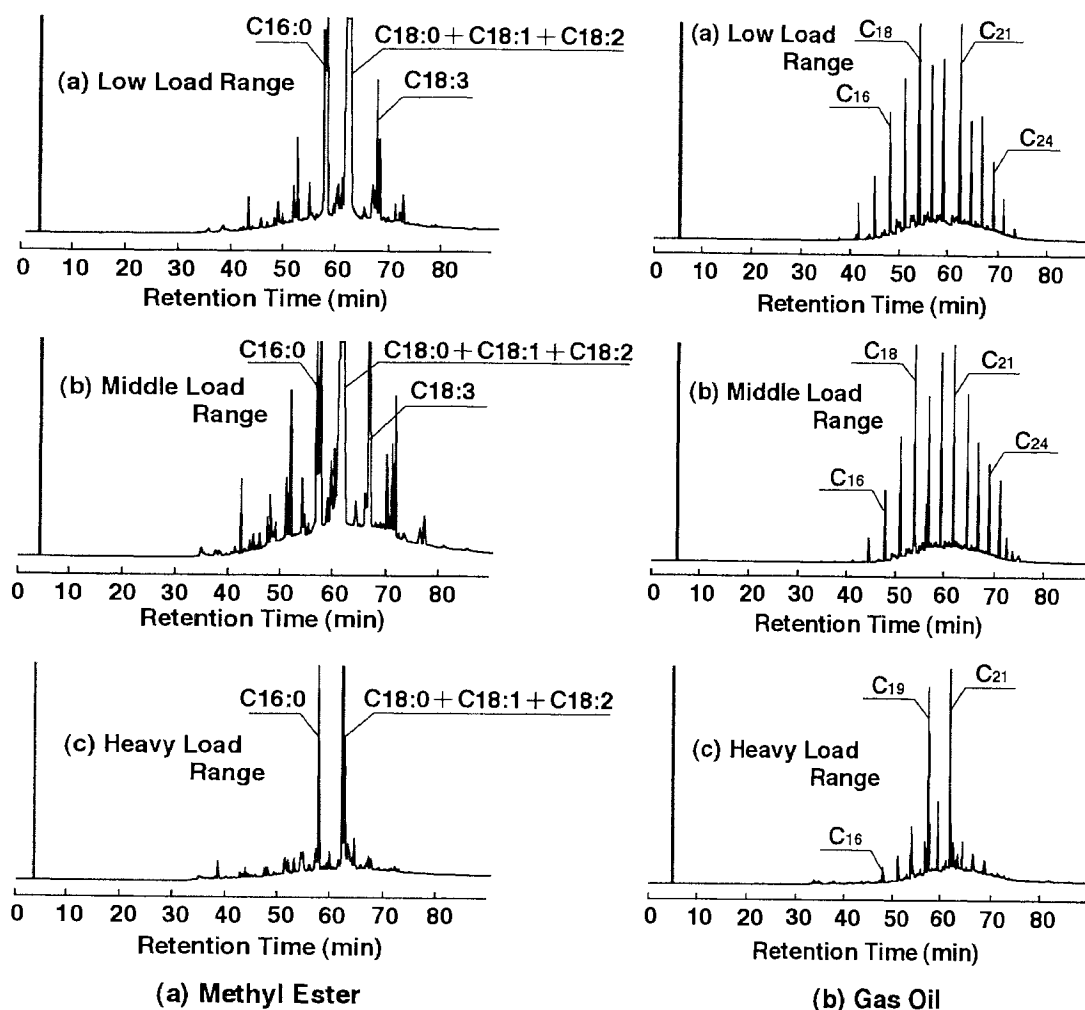 C16:0
C18:0+C18:1+C18:2
(a) Low Load Range
C18:3
0 10 20 30 40 50 60 70 80
Retention Time (min)
C16:0
C18:0+C18:1+C18:2
(b) Middle Load
Range
C18:3
0 10 20 30 40 50 60 70 80
Retention Time (min)
C16:0
C18:0+C18:1+C18:2
(c) Heavy Load
Range
0 10 20 30 40 50 60 70 80
Retention Time (min)
(a) Methyl Ester
(a) Low Load
Range
C18
C21
C16
C24
0 10 20 30 40 50 60 70 80
Retention Time (min)
C18
C21
(b) Middle Load
Range
C24
C16
0 10 20 30 40 50 60 70 80
Retention Time (min)
C19
C21
(c) Heavy Load
Range
C16
0 10 20 30 40 50 60 70 80
Retention Time (min)
(b) Gas Oil